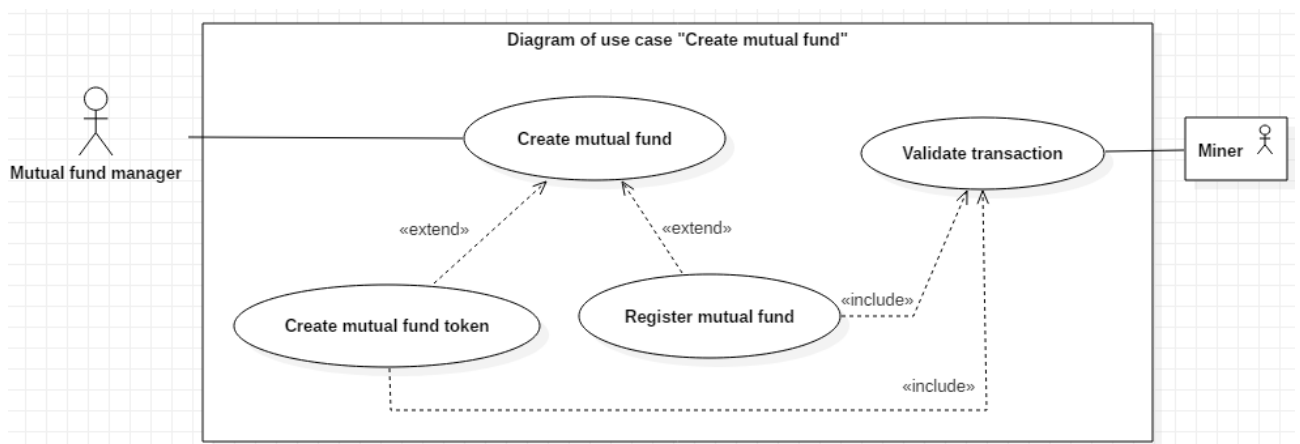 Diagram of use case "Create mutual fund"
Mutual fund manager
Create mutual fund
Validate transaction
Miner
«extend»
«extend»
Create mutual fund token
Register mutual fund
«include»
«include»